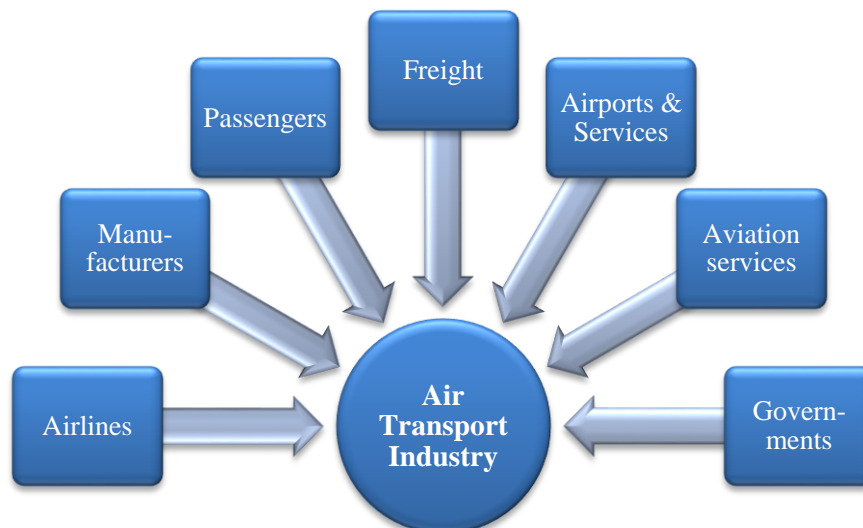 Freight
Passengers
Airports &
Services
Manu-
facturers
Aviation
services
Airlines
Air
Transport
Industry
Govern-
ments